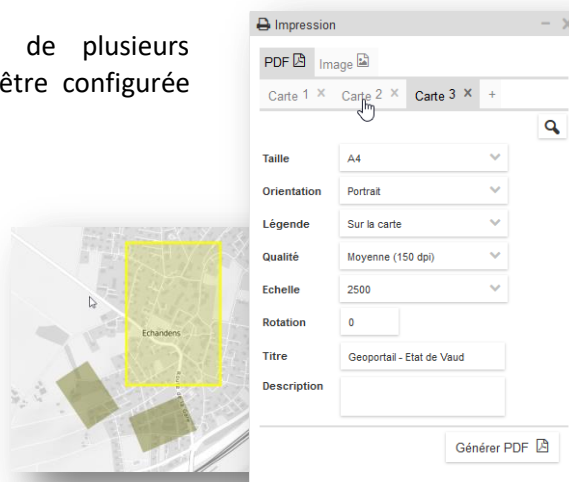 de plusieurs
être configurée
Impression
PDF Image
Carte 1 × Carte 2 × Carte 3 × +
Taille A4
Orientation Portrait
Légende Sur la carte
Qualité Moyenne (150 dpi)
Echelle 2500
Rotation 0
Titre Geoportail - Etat de Vaud
Description
Générer PDF
Echandens